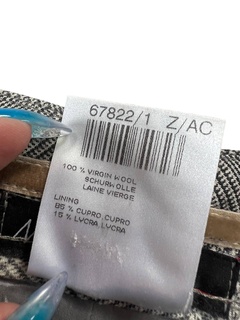 67822/1 Z/AC
100 % VIRGIN WOOL
SCHURWOLLE
LAINE VIERGE
LINING
85 % CUPRO, CUPRO
15 % LYCRA, LYCRA